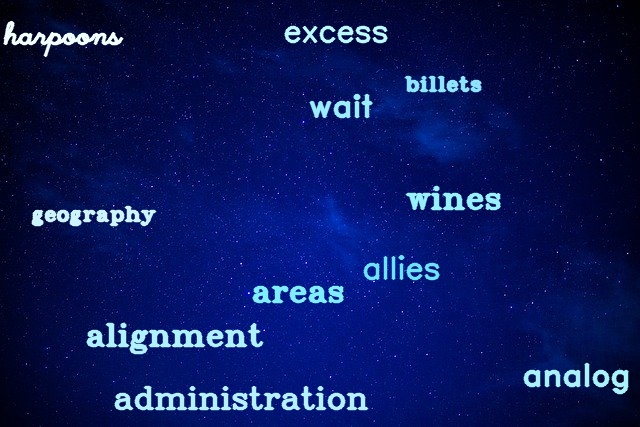 harpoons
excess
billets
wait
wines
geography
allies
areas
alignment
analog
administration